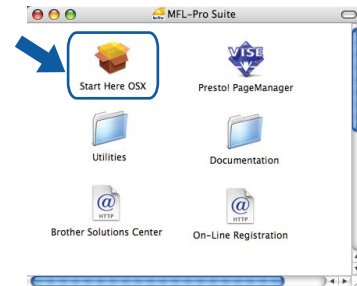 MFL-Pro Suite
VISE
Start Here OSX
Presto! PageManager
Utilities
Documentation
@
HTTP
@
HTTP
Brother Solutions Center
On-Line Registration